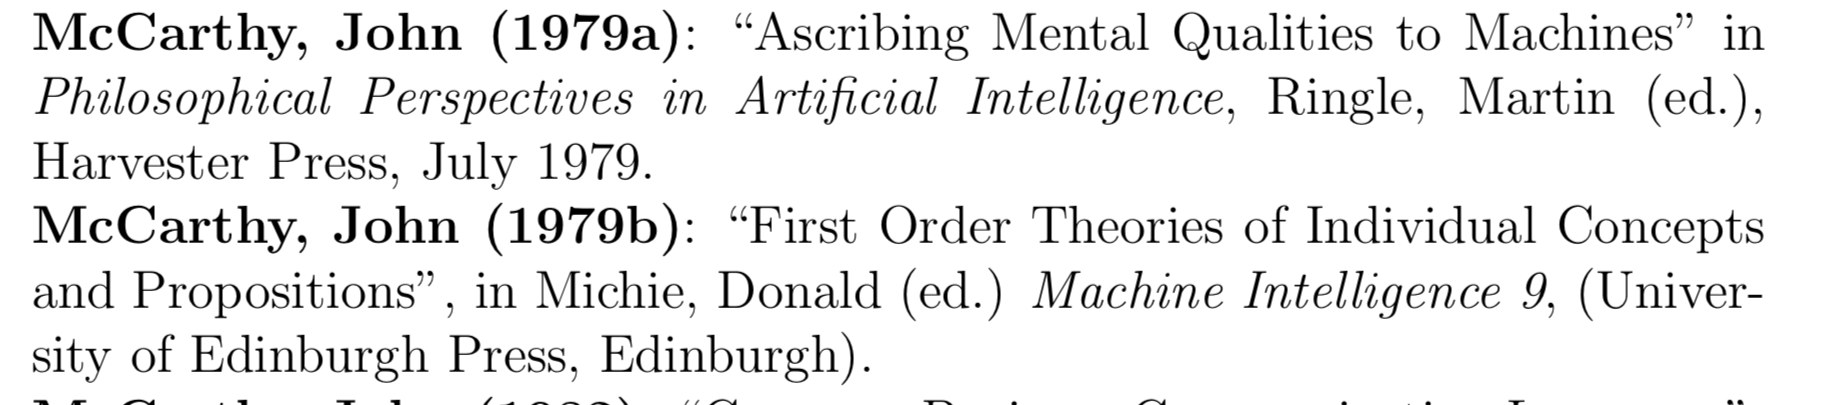 McCarthy, John (1979a): “Ascribing Mental Qualities to Machines” in
Philosophical Perspectives in Artificial Intelligence, Ringle, Martin (ed.),
Harvester Press, July 1979.
McCarthy, John (1979b): “First Order Theories of Individual Concepts
and Propositions”, in Michie, Donald (ed.) Machine Intelligence 9, (Univer-
sity of Edinburgh Press, Edinburgh).